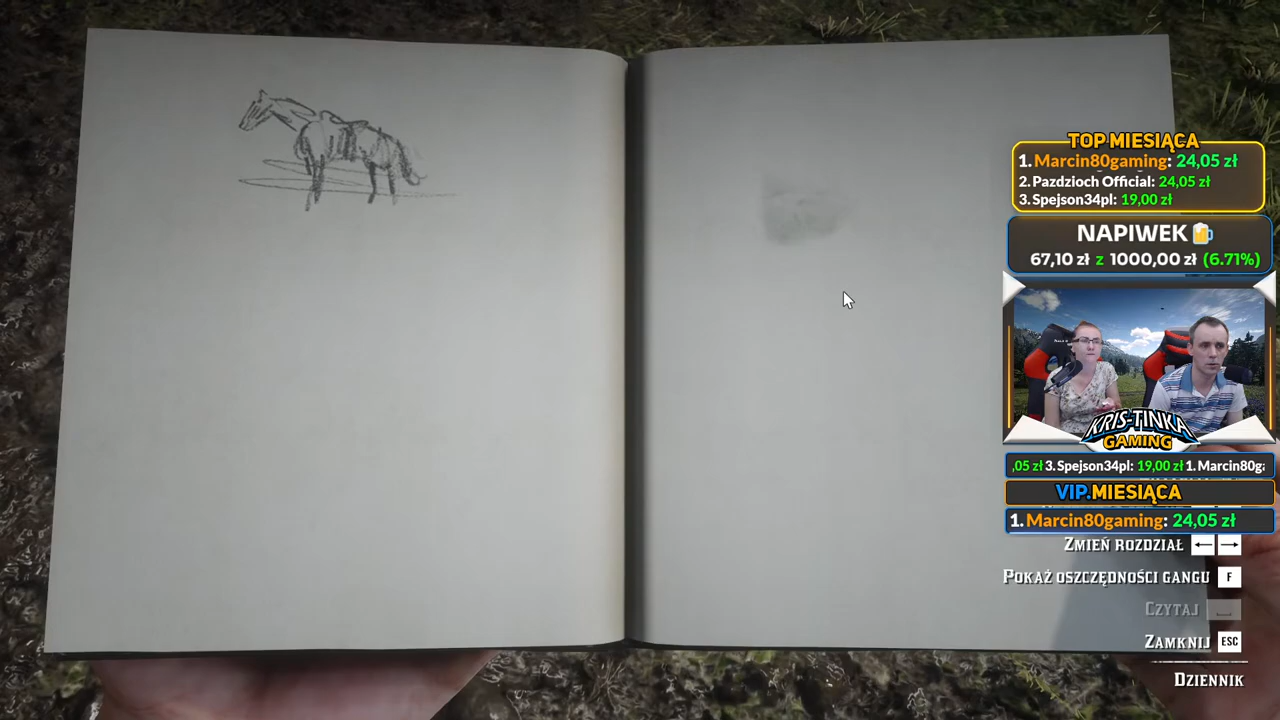 TOP MIESIĄCA
1. Marcin80gaming: 24,05 zł
2. Pazdzioch Official: 24,05 zł
3. Spejson34pl: 19,00 zł
NAPIWEK
67,10 zł z 1000,00 zł (6.71%)
KRIS-TINKA
GAMING
,05 zł 3. Spejson34pl: 19,00 zł 1. Marcin80ga
VIP.MIESIĄCA
1. Marcin80gaming: 24,05 zł
ZMIEŃ ROZDZIAŁ
POKAŻ OSZCZĘDNOŚCI GANGU F
CZYTAJ
ZAMKNIJ ESC
DZIENNIK